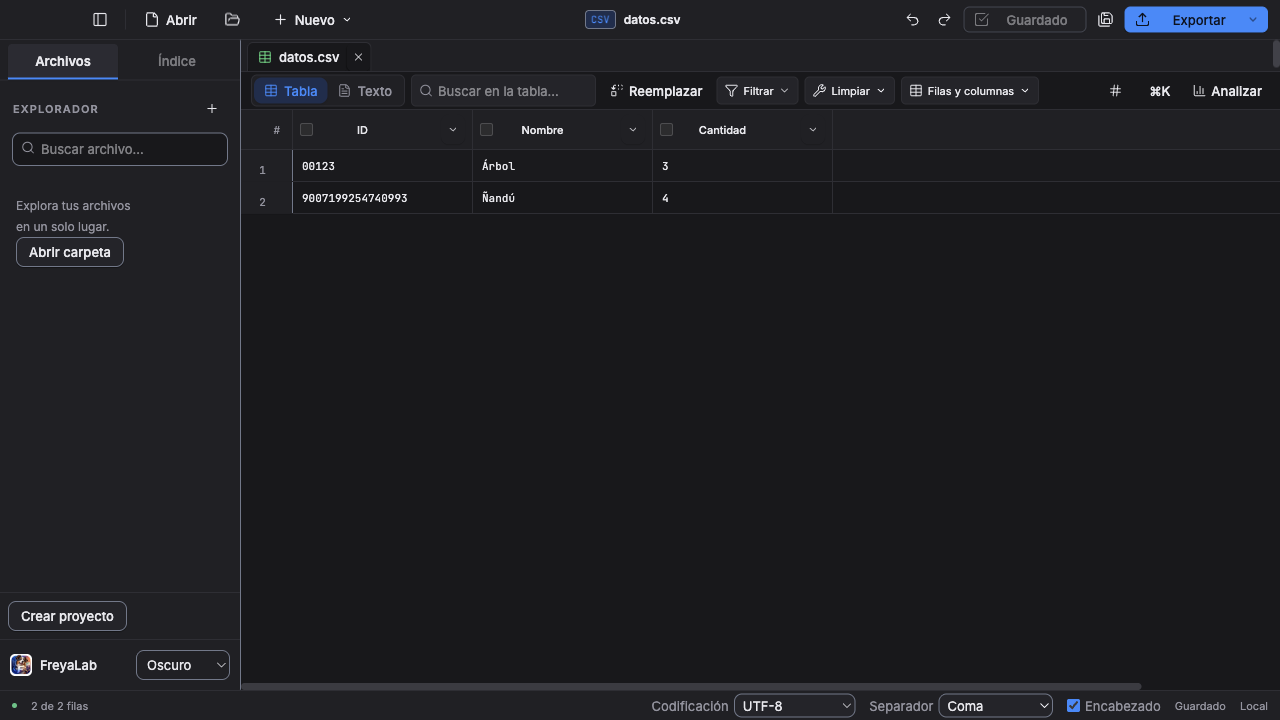 Abrir
Nuevo
CSV datos.csv
Guardado
Exportar
Archivos
Índice
datos.csv
EXPLORADOR
Tabla
Texto
Buscar en la tabla...
Reemplazar
Filtrar
Limpiar
Filas y columnas
#
⌘K
Analizar
Buscar archivo...
# ID Nombre Cantidad
1 00123 Árbol 3
2 9007199254740993 Ñandú 4
Explora tus archivos
en un solo lugar.
Abrir carpeta
Crear proyecto
FreyaLab
Oscuro
2 de 2 filas
Codificación UTF-8
Separador Coma
Encabezado
Guardado
Local